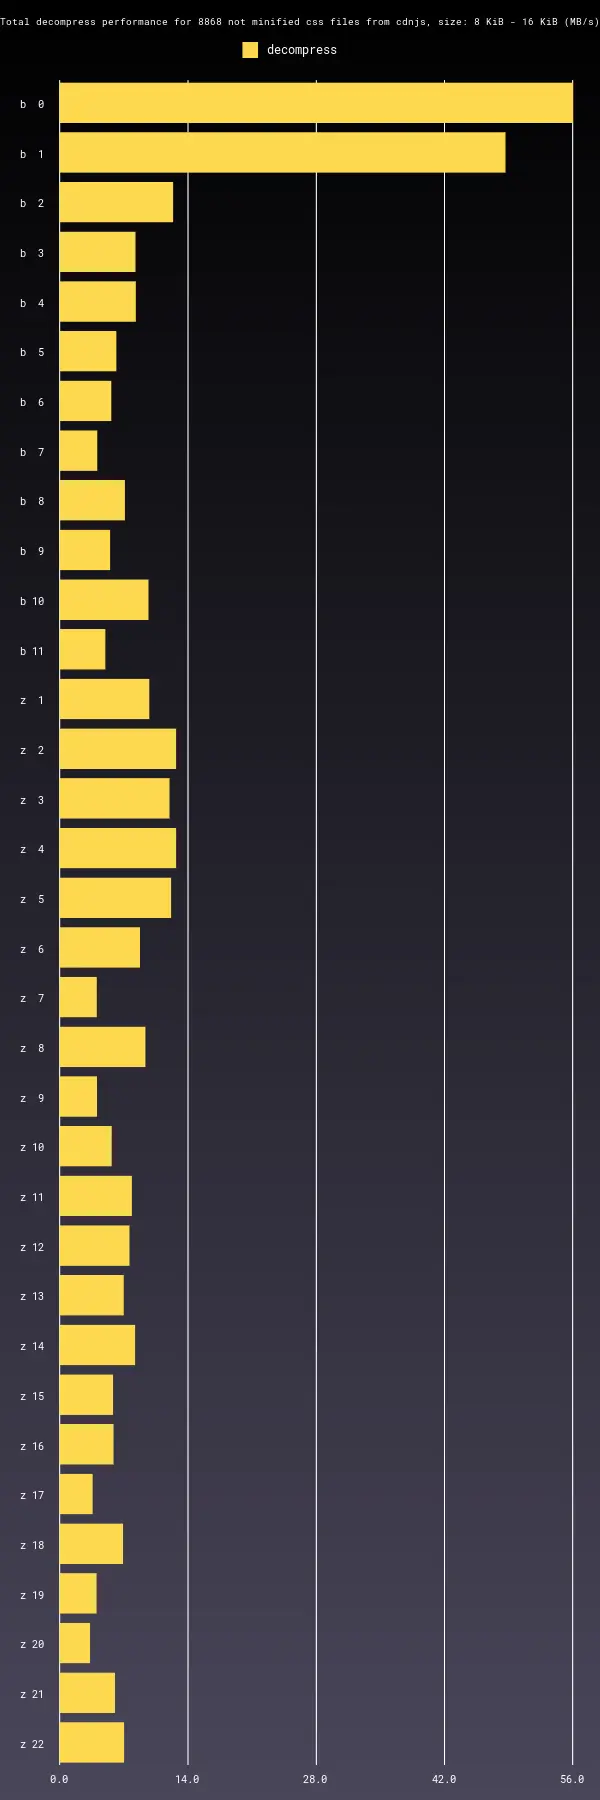 Total decompress performance for 8868 not minified css files from cdnjs, size: 8 KiB - 16 KiB (MB/s)
decompress
b 0
b 1
b 2
b 3
b 4
b 5
b 6
b 7
b 8
b 9
b 10
b 11
z 1
z 2
z 3
z 4
z 5
z 6
z 7
z 8
z 9
z 10
z 11
z 12
z 13
z 14
z 15
z 16
z 17
z 18
z 19
z 20
z 21
z 22
0.0 14.0 28.0 42.0 56.0